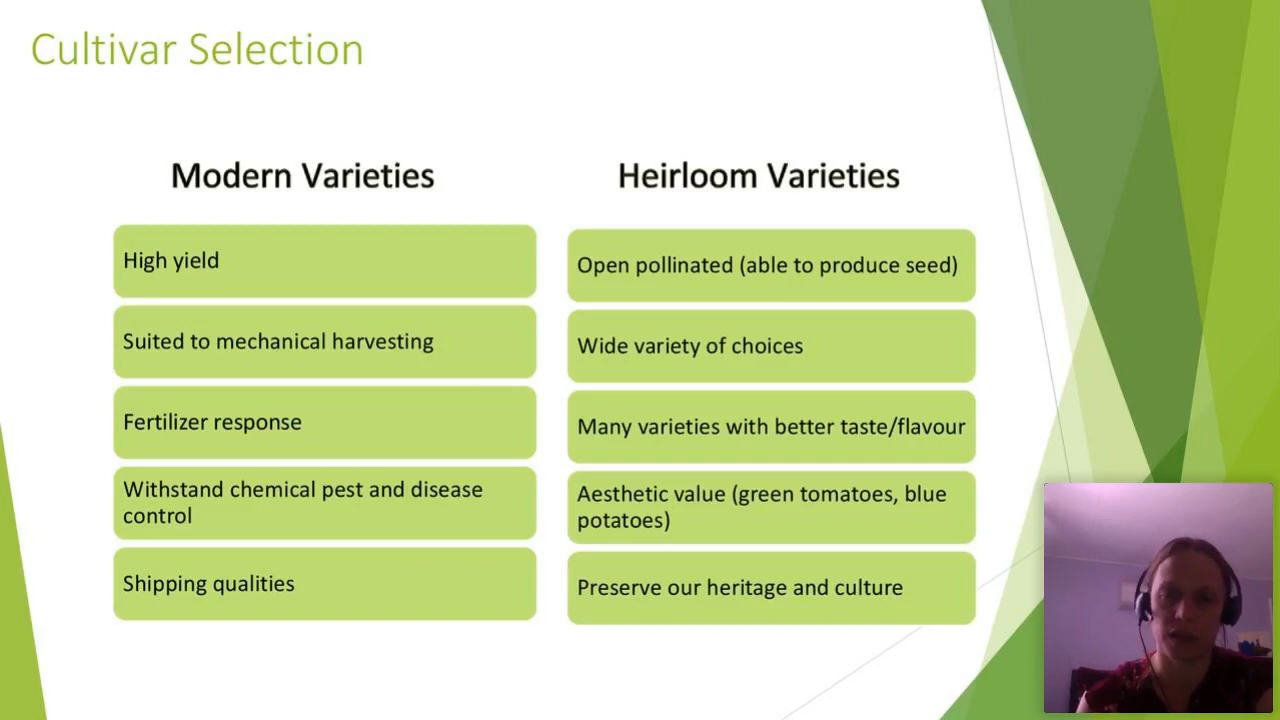 Cultivar Selection
Modern Varieties
High yield
Suited to mechanical harvesting
Fertilizer response
Withstand chemical pest and disease
control
Shipping qualities
Heirloom Varieties
Open pollinated (able to produce seed)
Wide variety of choices
Many varieties with better taste/flavour
Aesthetic value (green tomatoes, blue
potatoes)
Preserve our heritage and culture